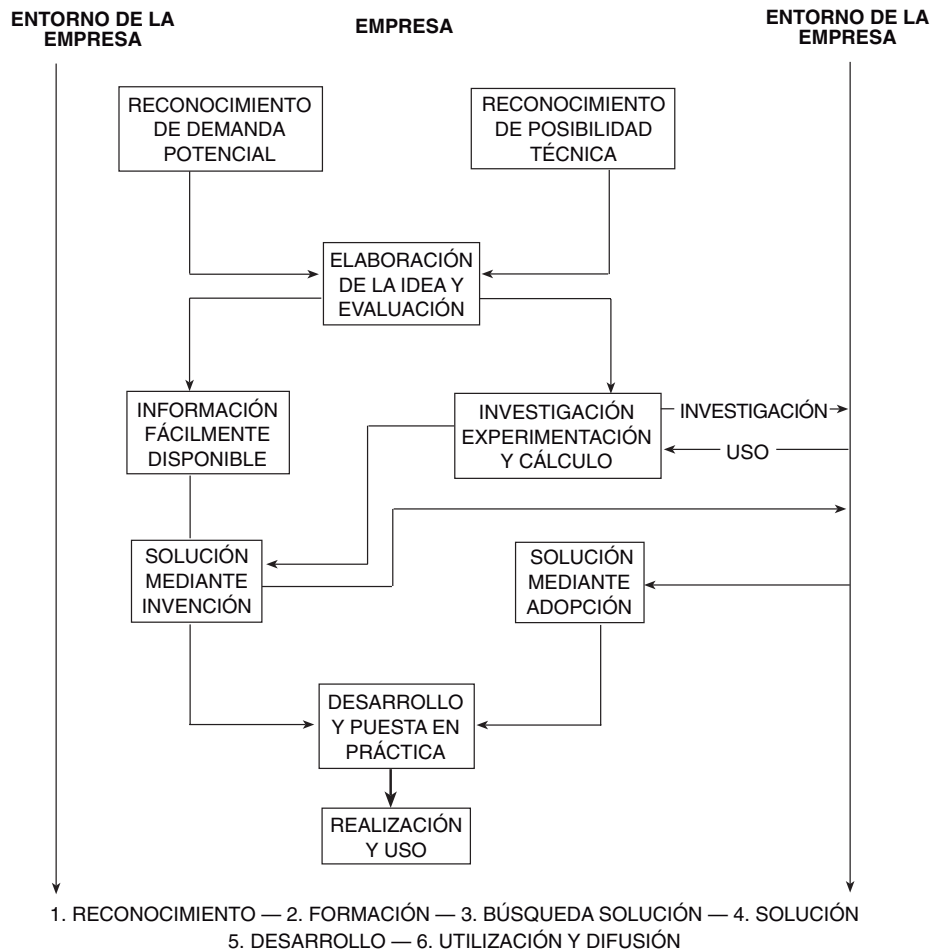 ENTORNO DE LA
EMPRESA
EMPRESA
ENTORNO DE LA
EMPRESA
RECONOCIMIENTO
DE DEMANDA
POTENCIAL
RECONOCIMIENTO
DE POSIBILIDAD
TÉCNICA
ELABORACIÓN
DE LA IDEA Y
EVALUACIÓN
INFORMACIÓN
FÁCILMENTE
DISPONIBLE
INVESTIGACIÓN
EXPERIMENTACIÓN
Y CÁLCULO
INVESTIGACIÓN
USO
SOLUCIÓN
MEDIANTE
INVENCIÓN
SOLUCIÓN
MEDIANTE
ADOPCIÓN
DESARROLLO
Y PUESTA EN
PRÁCTICA
REALIZACIÓN
Y USO
1. RECONOCIMIENTO — 2. FORMACIÓN — 3. BÚSQUEDA SOLUCIÓN — 4. SOLUCIÓN
5. DESARROLLO — 6. UTILIZACIÓN Y DIFUSIÓN